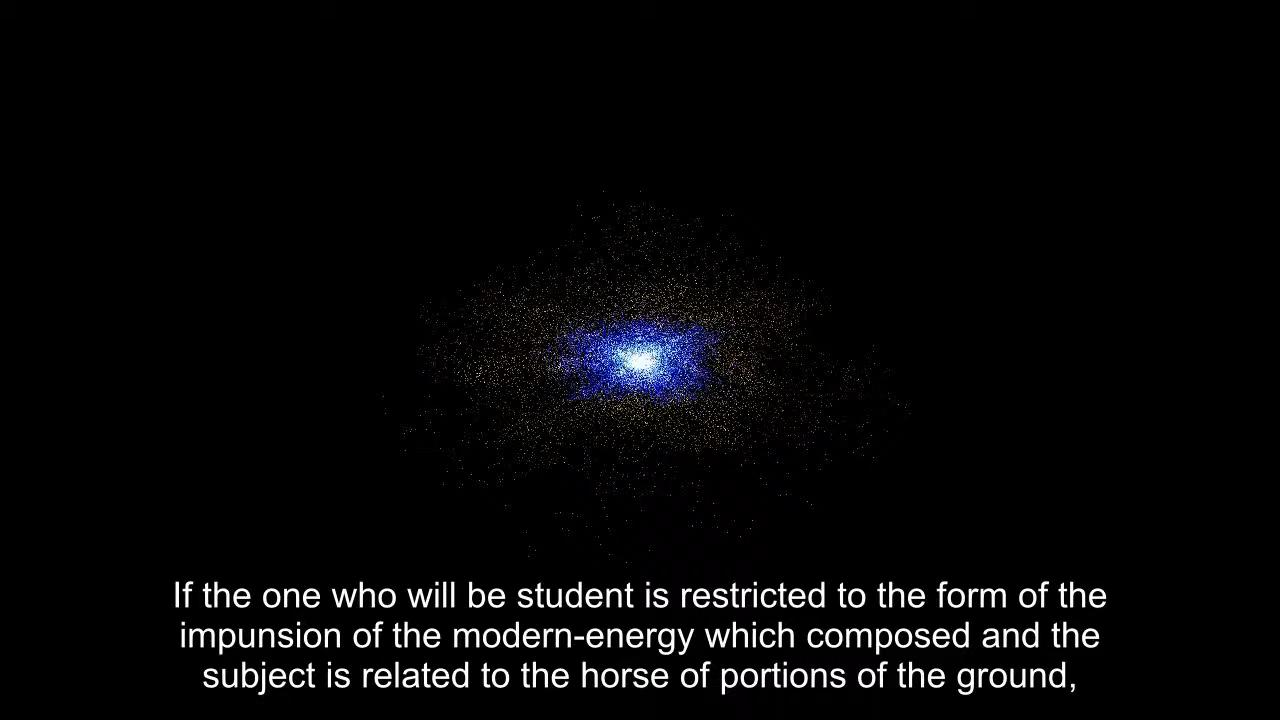 If the one who will be student is restricted to the form of the
impunsion of the modern-energy which composed and the
subject is related to the horse of portions of the ground,